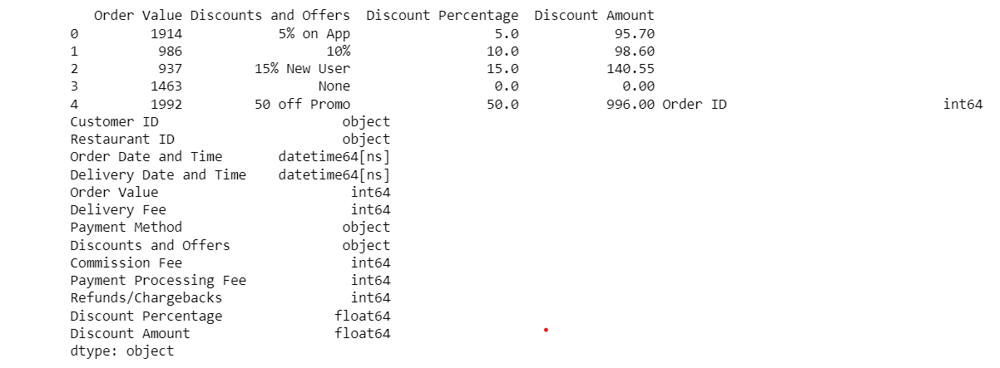 Order Value Discounts and Offers  Discount Percentage  Discount Amount
0         1914            5% on App                  5.0            95.70
1          986                  10%                 10.0            98.60
2          937         15% New User                 15.0           140.55
3         1463                 None                  0.0             0.00
4         1992         50 off Promo                 50.0           996.00 Order ID                           int64
Customer ID                       object
Restaurant ID                     object
Order Date and Time       datetime64[ns]
Delivery Date and Time    datetime64[ns]
Order Value                        int64
Delivery Fee                       int64
Payment Method                    object
Discounts and Offers              object
Commission Fee                     int64
Payment Processing Fee             int64
Refunds/Chargebacks                int64
Discount Percentage              float64
Discount Amount                  float64
dtype: object